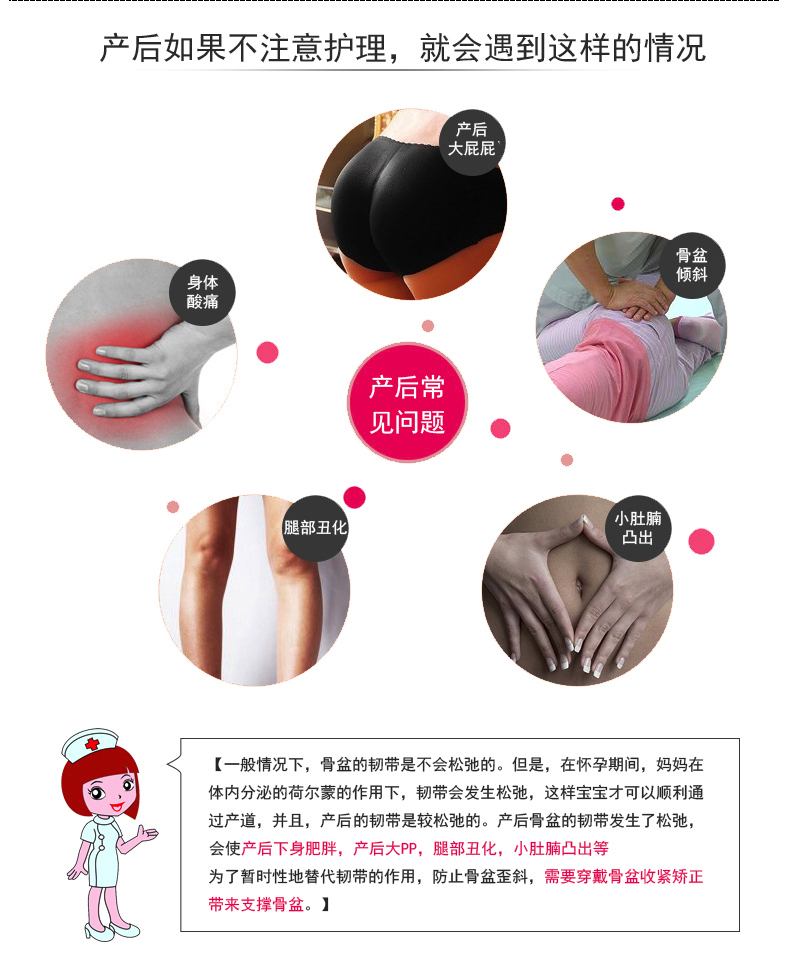 产后如果不注意护理，就会遇到这样的情况
产后
大屁屁
骨盆
倾斜
身体
酸痛
产后常
见问题
腿部丑化
小肚腩
凸出
【一般情况下，骨盆的韧带是不会松弛的。但是，在怀孕期间，妈妈在
体内分泌的荷尔蒙的作用下，韧带会发生松弛，这样宝宝才可以顺利通
过产道，并且，产后的韧带是较松弛的。产后骨盆的韧带发生了松弛，
会使产后下身肥胖，产后大PP，腿部丑化，小肚腩凸出等
为了暂时性地替代韧带的作用，防止骨盆歪斜，需要穿戴骨盆收紧矫正
带来支撑骨盆。】